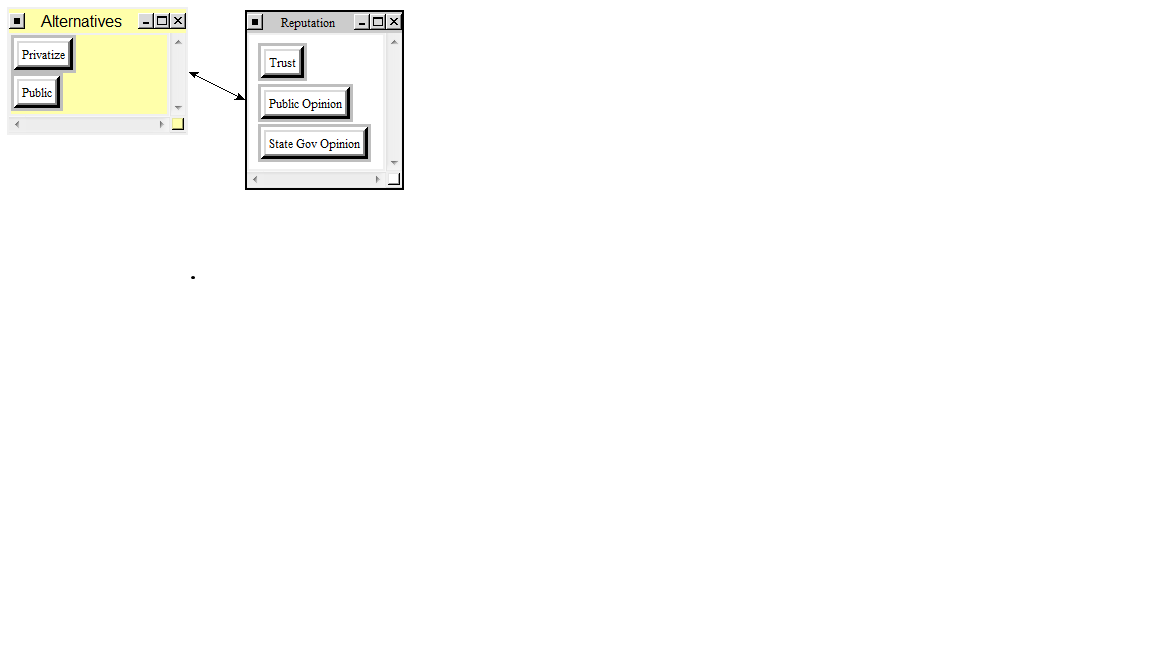 Alternatives
Privatize
Public
Reputation
Trust
Public Opinion
State Gov Opinion